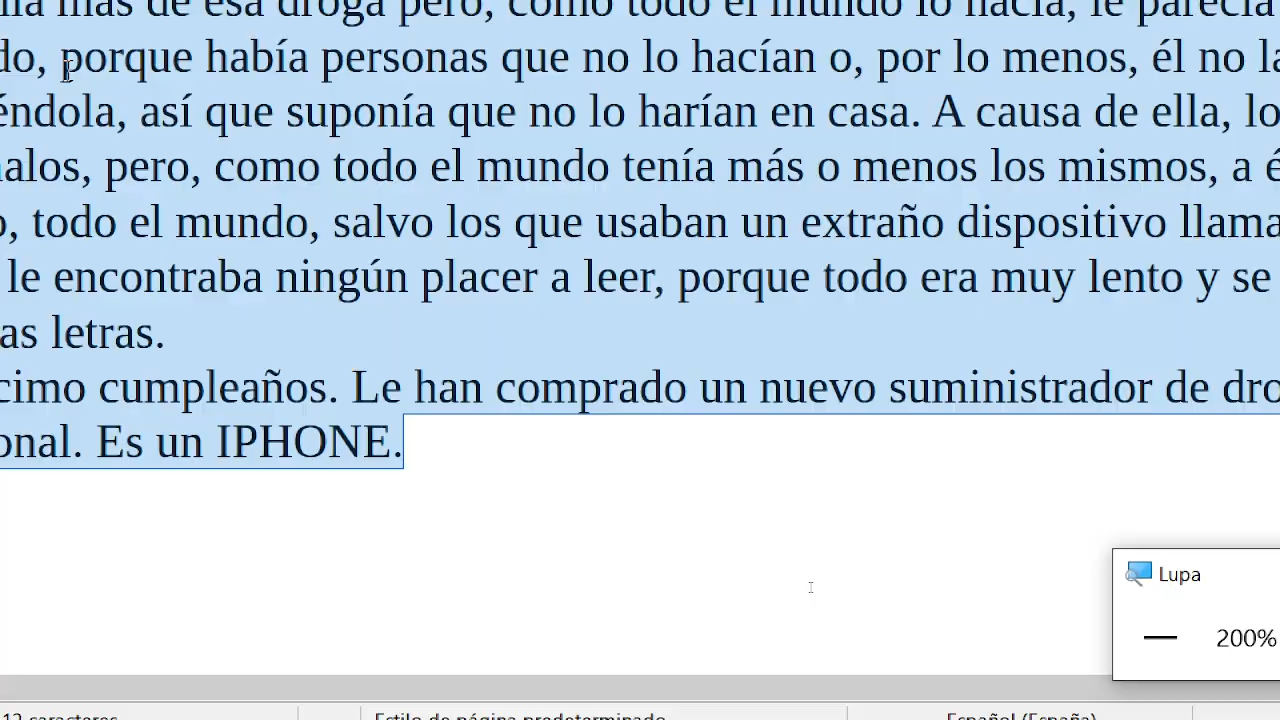 más de esa droga pero, como todo el mundo lo hacía, le parecía
do, porque había personas que no lo hacían o, por lo menos, él no la
éndola, así que suponía que no lo harían en casa. A causa de ella, lo
alos, pero, como todo el mundo tenía más o menos los mismos, a é
o, todo el mundo, salvo los que usaban un extraño dispositivo llama
le encontraba ningún placer a leer, porque todo era muy lento y se
as letras.
cimo cumpleaños. Le han comprado un nuevo suministrador de dro
onal. Es un IPHONE.
Lupa
200%
12 caracteres
Estilo de página predeterminado
Español (España)